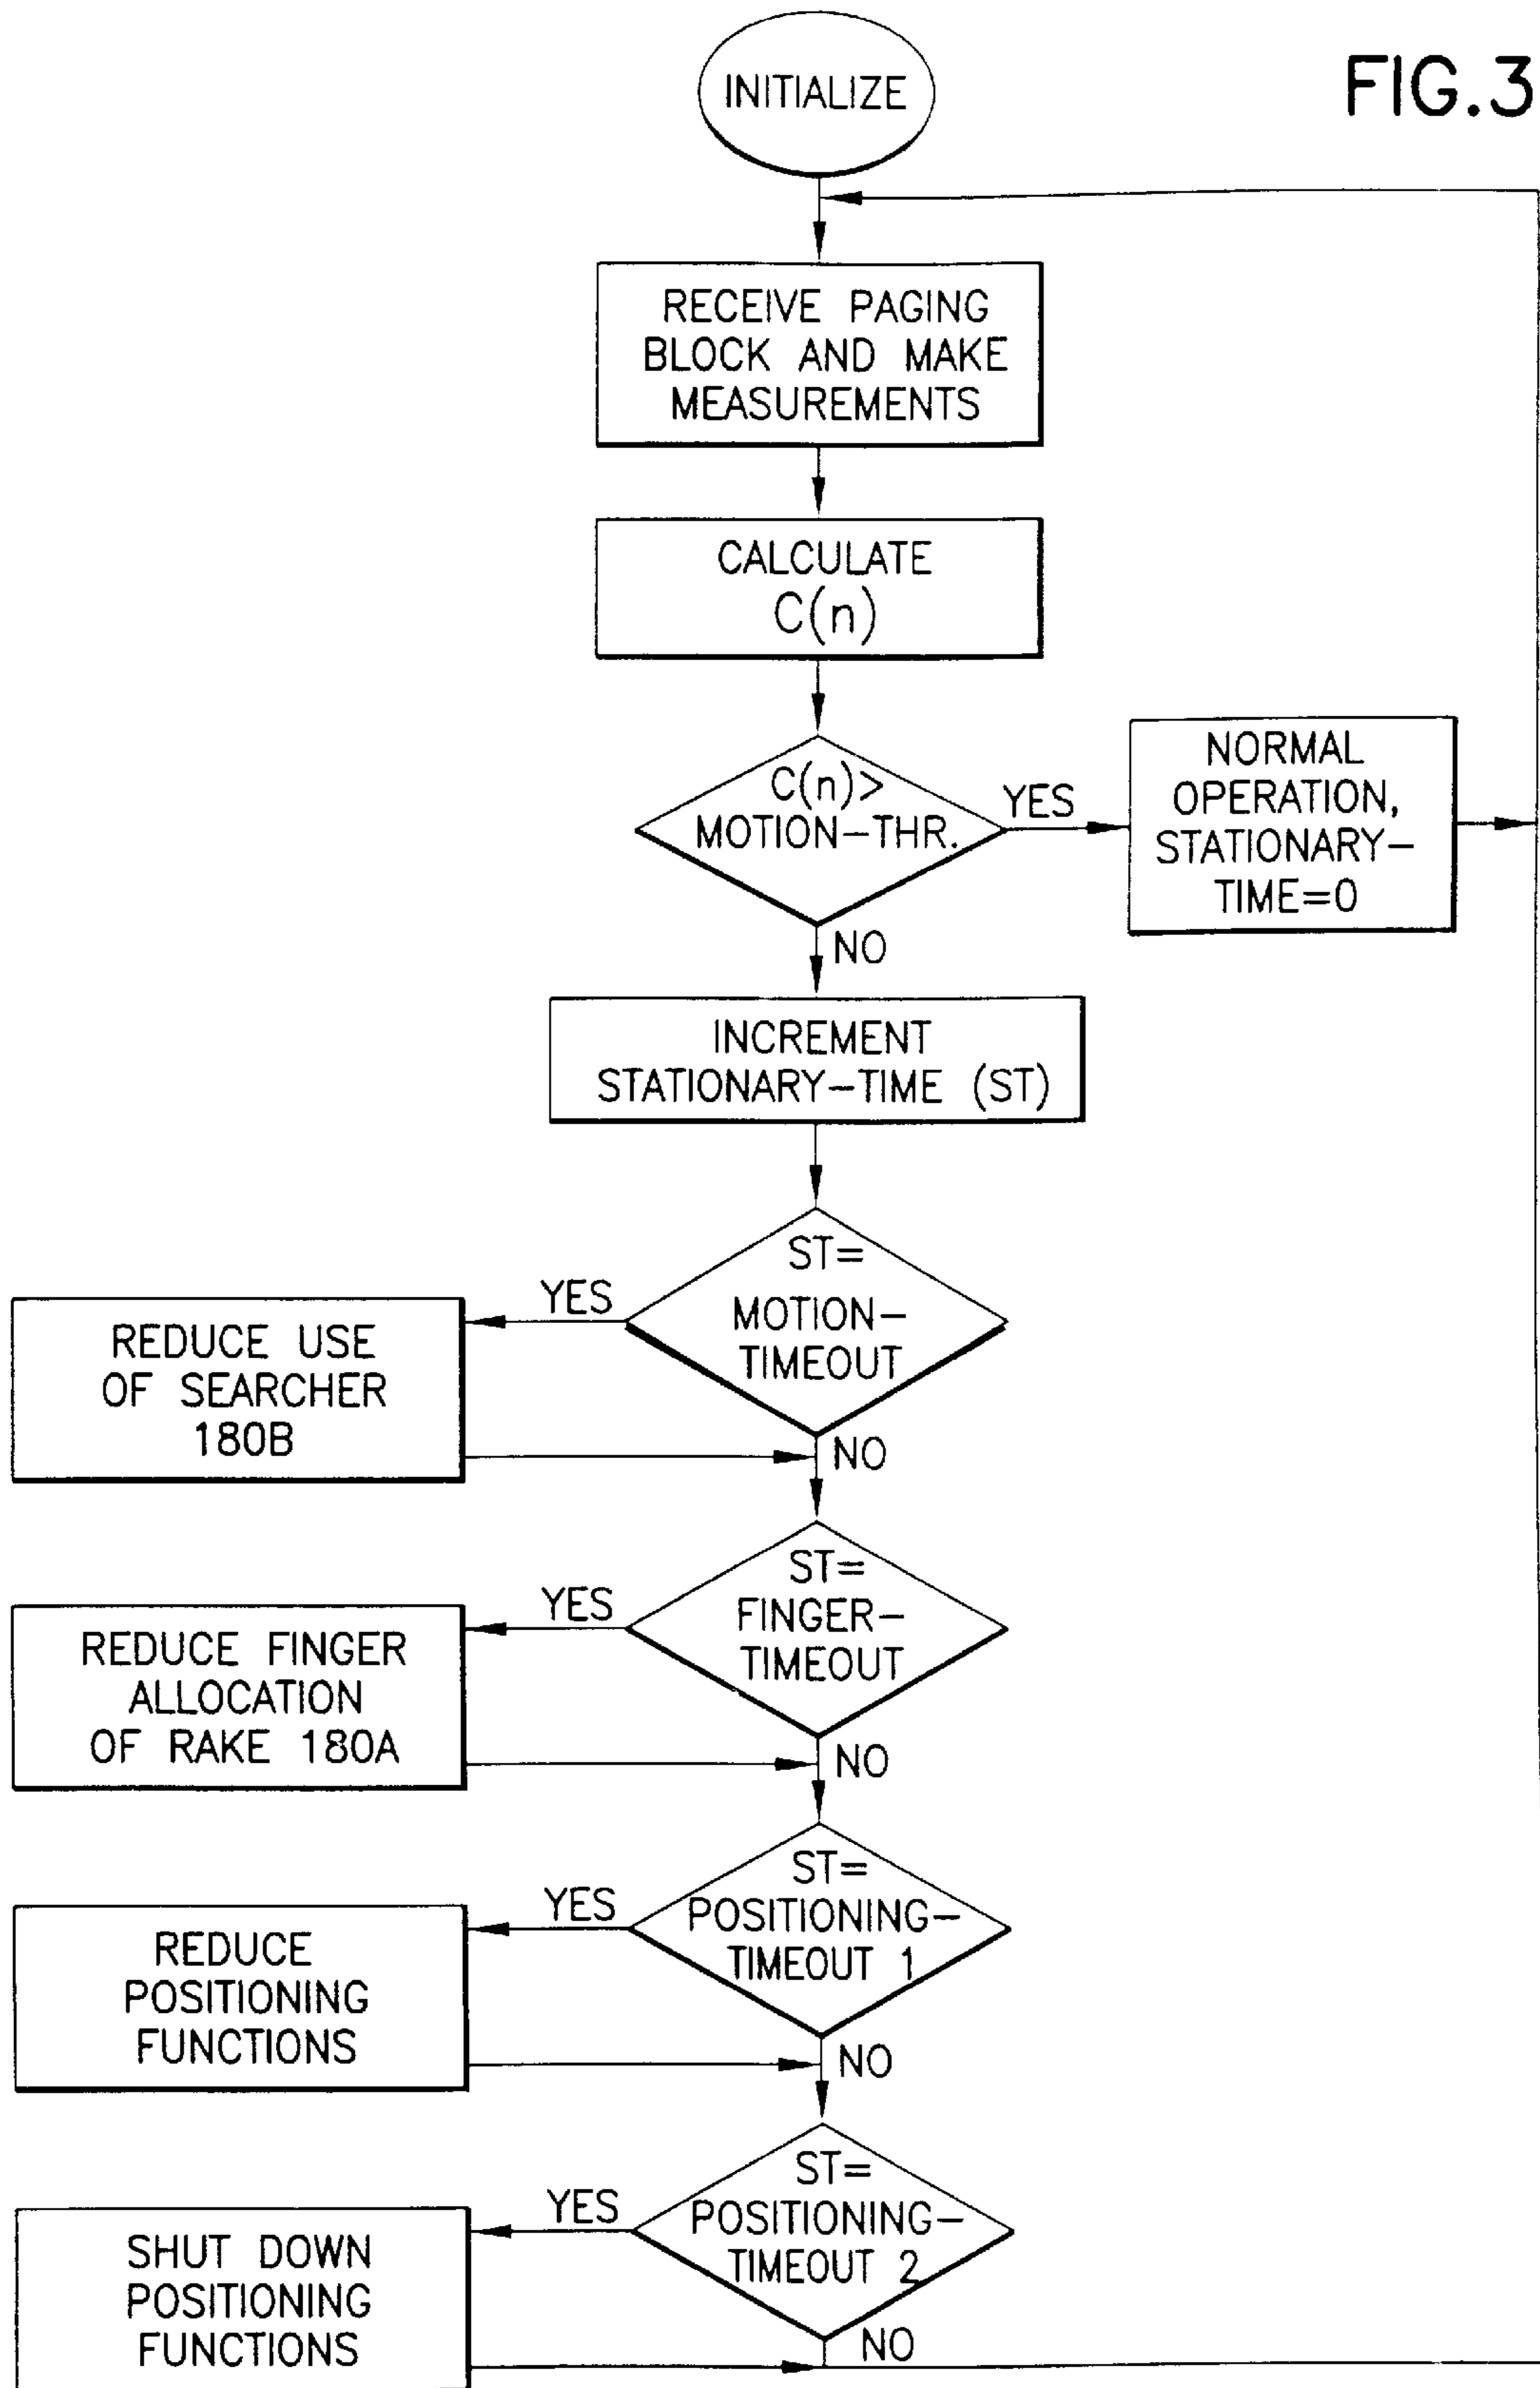 FIG.3
INITIALIZE
RECEIVE PAGING
BLOCK AND MAKE
MEASUREMENTS
CALCULATE
C(n)
C(n)>
MOTION-THR.
YES
NORMAL
OPERATION,
STATIONARY-
TIME=0
NO
INCREMENT
STATIONARY-TIME (ST)
ST=
MOTION-
TIMEOUT
YES
REDUCE USE
OF SEARCHER
180B
NO
ST=
FINGER-
TIMEOUT
YES
REDUCE FINGER
ALLOCATION
OF RAKE 180A
NO
ST=
POSITIONING-
TIMEOUT 1
YES
REDUCE
POSITIONING
FUNCTIONS
NO
ST=
POSITIONING-
TIMEOUT 2
YES
SHUT DOWN
POSITIONING
FUNCTIONS
NO